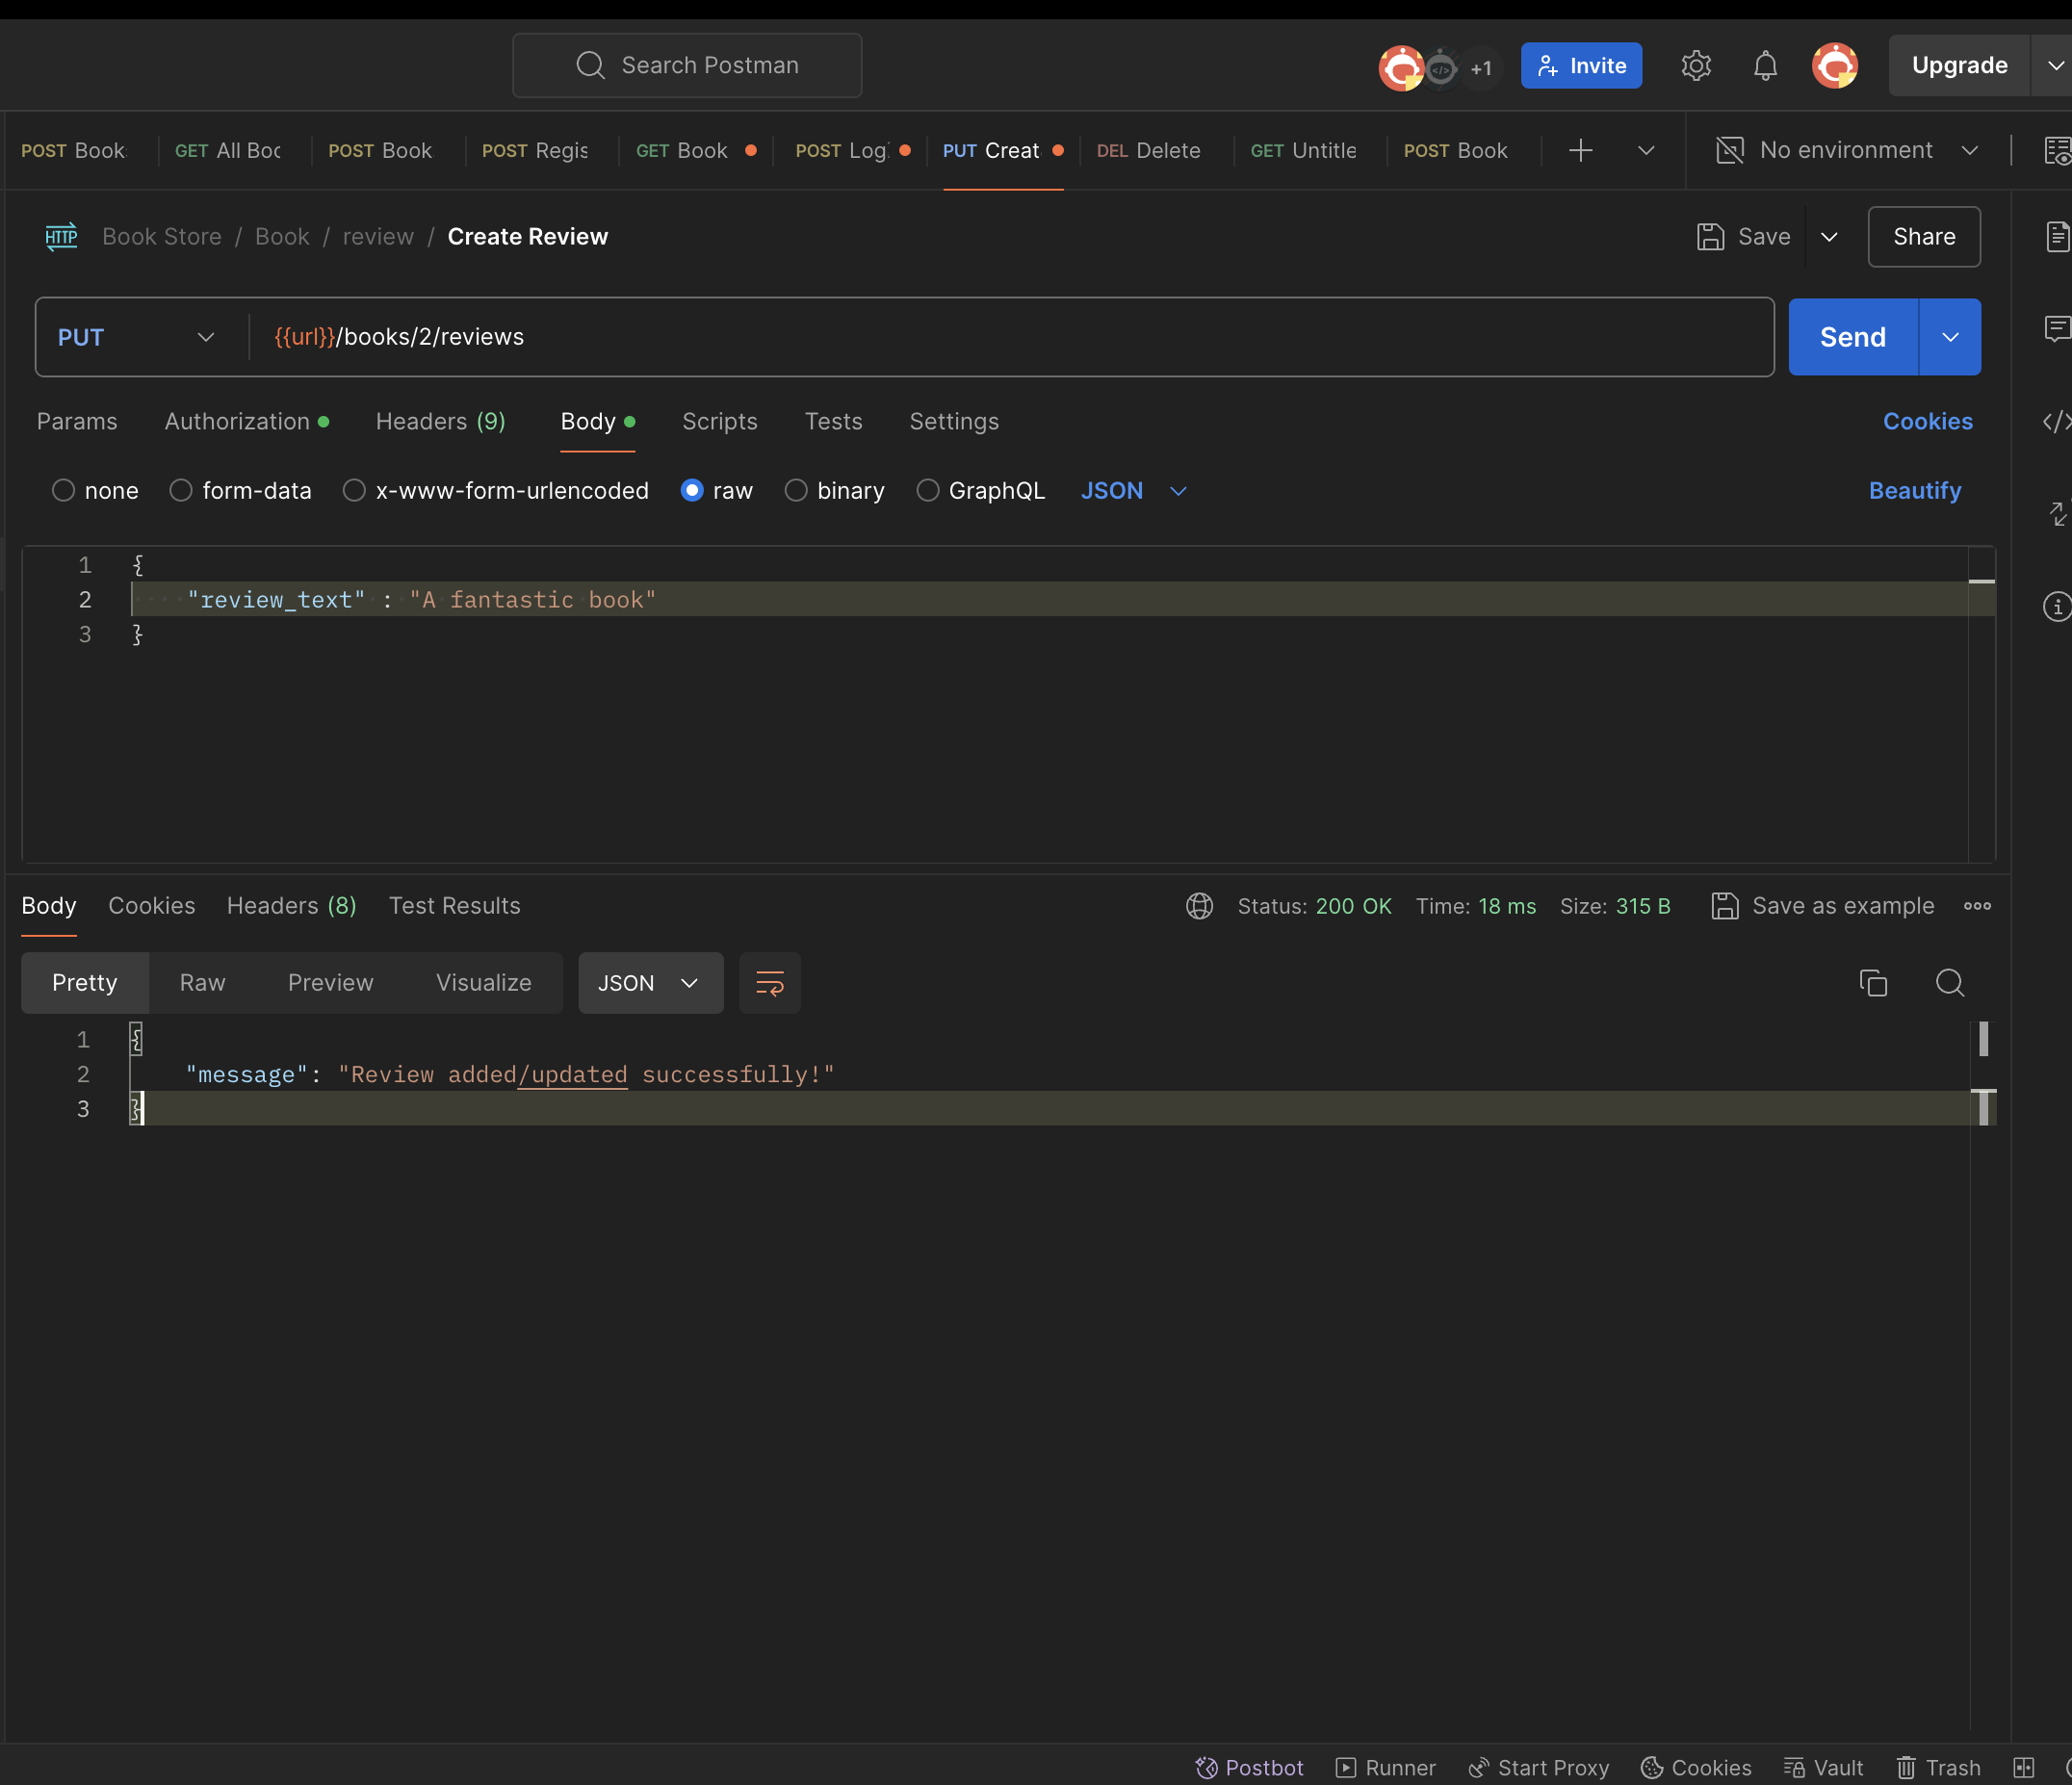 Search Postman
+1
Invite
Upgrade
POST Book
GET All Boo
POST Book
POST Regis
GET Book
POST Log
PUT Creat
DEL Delete
GET Untitle
POST Book
No environment
HTTP
Book Store / Book / review / Create Review
Save
Share
PUT
{{url}}/books/2/reviews
Send
Params
Authorization
Headers (9)
Body
Scripts
Tests
Settings
Cookies
none
form-data
x-www-form-urlencoded
raw
binary
GraphQL
JSON
Beautify
1 {
2 "review_text" : "A fantastic book"
3 }
Body
Cookies
Headers (8)
Test Results
Status: 200 OK
Time: 18 ms
Size: 315 B
Save as example
Pretty
Raw
Preview
Visualize
JSON
1 {
2 "message": "Review added/updated successfully!"
3 }
Postbot
Runner
Start Proxy
Cookies
Vault
Trash